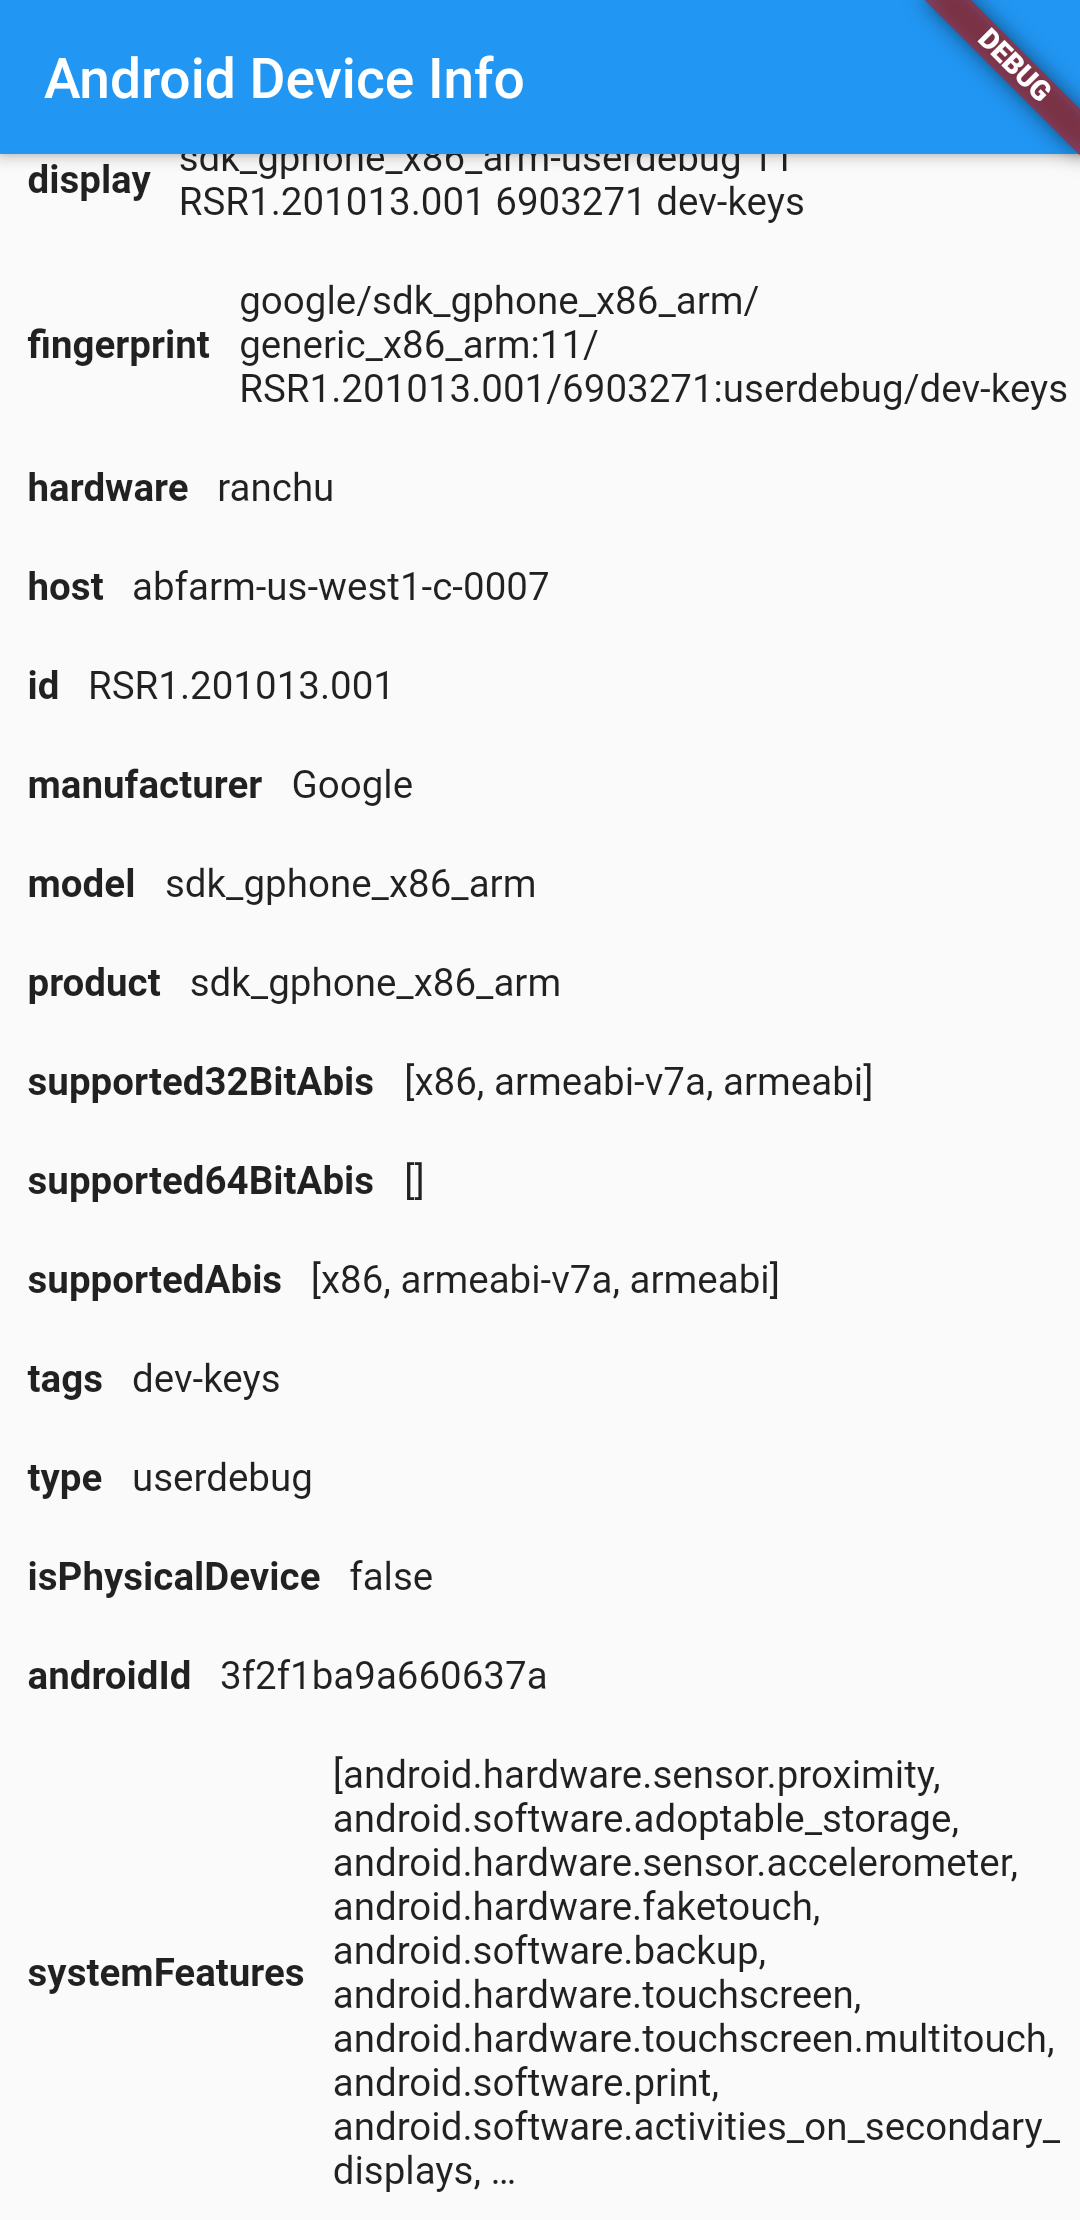 Android Device Info
DEBUG
sdk_gphone_x86_arm-userdebug 11
display
RSR1.201013.001 6903271 dev-keys
google/sdk_gphone_x86_arm/
fingerprint generic_x86_arm:11/
RSR1.201013.001/6903271:userdebug/dev-keys
hardware ranchu
host abfarm-us-west1-c-0007
id RSR1.201013.001
manufacturer Google
model sdk_gphone_x86_arm
product sdk_gphone_x86_arm
supported32BitAbis [x86, armeabi-v7a, armeabi]
supported64BitAbis []
supportedAbis [x86, armeabi-v7a, armeabi]
tags dev-keys
type userdebug
isPhysicalDevice false
androidId 3f2f1ba9a660637a
[android.hardware.sensor.proximity,
android.software.adoptable_storage,
android.hardware.sensor.accelerometer,
android.hardware.faketouch,
android.software.backup,
systemFeatures
android.hardware.touchscreen,
android.hardware.touchscreen.multitouch,
android.software.print,
android.software.activities_on_secondary_
displays, …